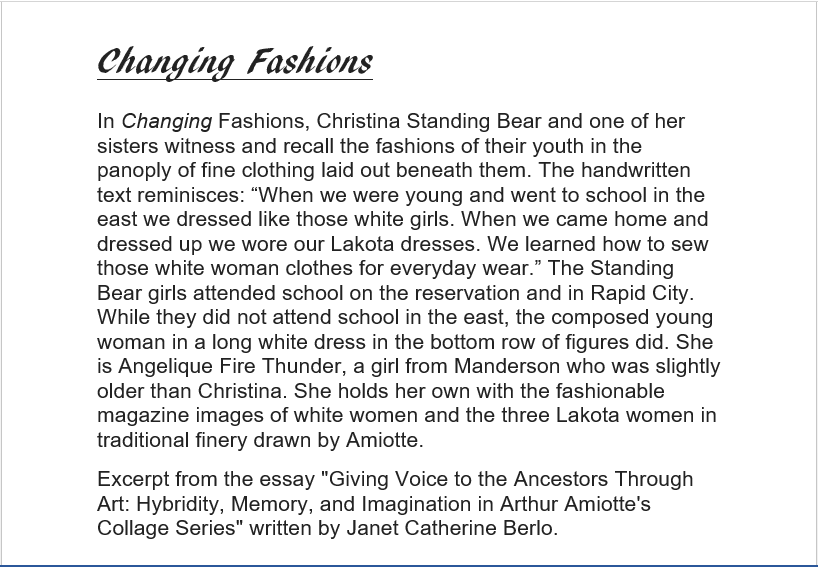 Changing Fashions
In Changing Fashions, Christina Standing Bear and one of her
sisters witness and recall the fashions of their youth in the
panoply of fine clothing laid out beneath them. The handwritten
text reminisces: “When we were young and went to school in the
east we dressed like those white girls. When we came home and
dressed up we wore our Lakota dresses. We learned how to sew
those white woman clothes for everyday wear.” The Standing
Bear girls attended school on the reservation and in Rapid City.
While they did not attend school in the east, the composed young
woman in a long white dress in the bottom row of figures did. She
is Angelique Fire Thunder, a girl from Manderson who was slightly
older than Christina. She holds her own with the fashionable
magazine images of white women and the three Lakota women in
traditional finery drawn by Amiotte.
Excerpt from the essay "Giving Voice to the Ancestors Through
Art: Hybridity, Memory, and Imagination in Arthur Amiotte's
Collage Series" written by Janet Catherine Berlo.